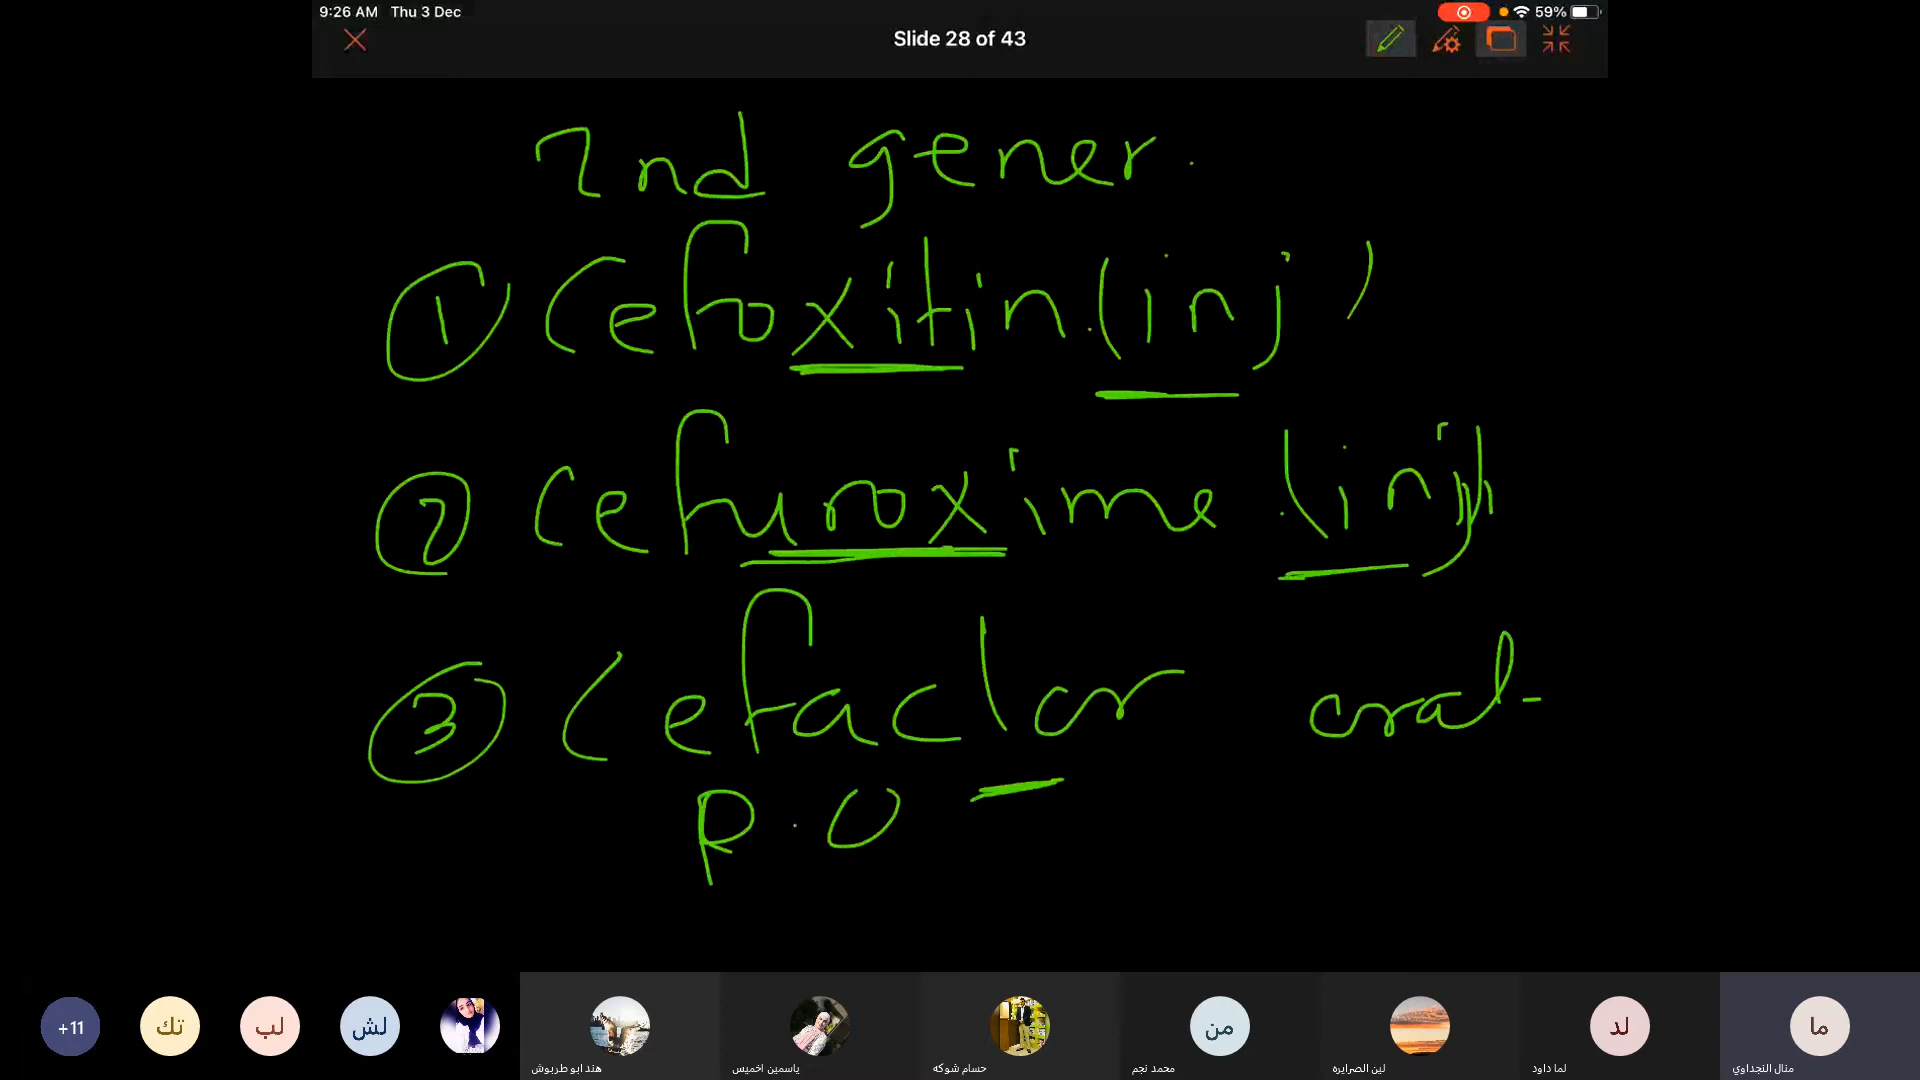 9:26 AM Thu 3 Dec
59%
Slide 28 of 43
2nd gener.
① Cefoxitin (inj)
② Cefuroxime (inj)
③ Cefaclor oral
P.O
+11
تك
لب
لش
من
لد
ما
هند ابو طربوش
ياسمين اخميس
حسام شوكه
محمد نجم
لين الصرايره
لما داود
منال النجداوي